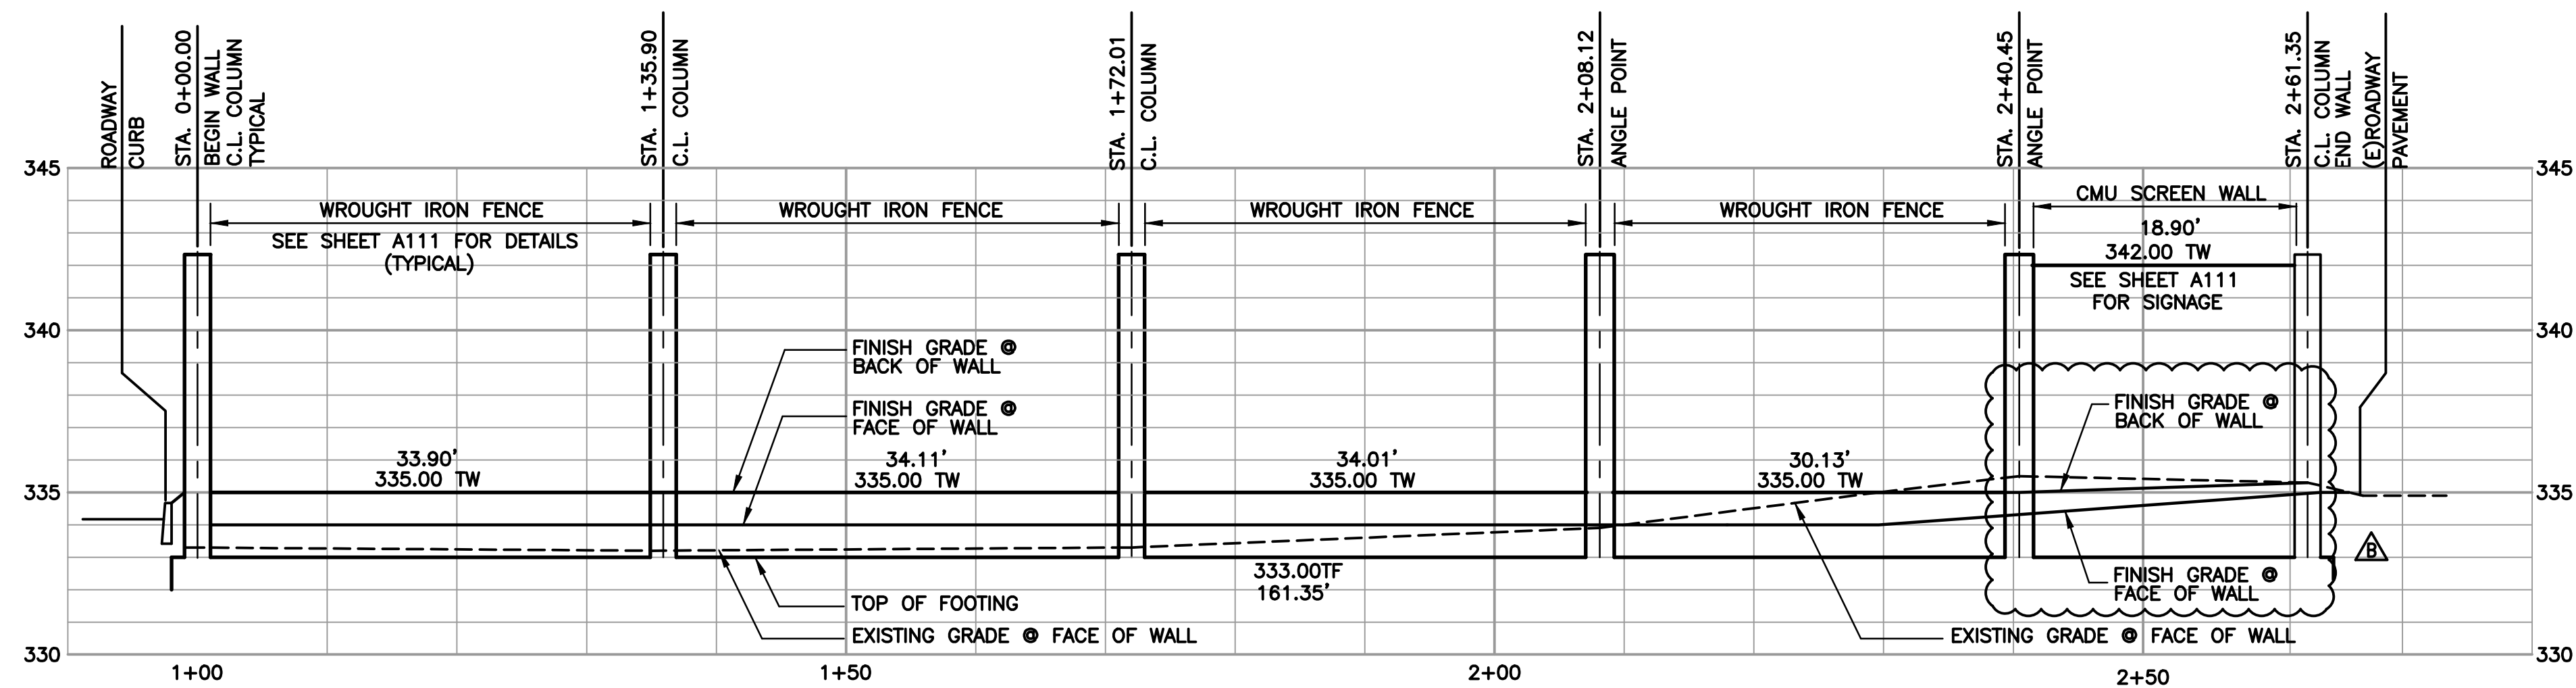 ROADWAY
CURB
STA. 0+00.00
BEGIN WALL
C.L. COLUMN
TYPICAL
STA. 1+35.90
C.L. COLUMN
STA. 1+72.01
C.L. COLUMN
STA. 2+08.12
ANGLE POINT
STA. 2+40.45
ANGLE POINT
STA. 2+61.35
C.L. COLUMN
END WALL
(E)ROADWAY
PAVEMENT
345
345
WROUGHT IRON FENCE
SEE SHEET A111 FOR DETAILS
(TYPICAL)
WROUGHT IRON FENCE
WROUGHT IRON FENCE
WROUGHT IRON FENCE
CMU SCREEN WALL
18.90'
342.00 TW
SEE SHEET A111
FOR SIGNAGE
340
340
FINISH GRADE @
BACK OF WALL
FINISH GRADE @
FACE OF WALL
FINISH GRADE @
BACK OF WALL
33.90'
335.00 TW
34.11'
335.00 TW
34.01'
335.00 TW
30.13'
335.00 TW
335
335
333.00TF
161.35'
B
FINISH GRADE @
FACE OF WALL
TOP OF FOOTING
EXISTING GRADE @ FACE OF WALL
EXISTING GRADE @ FACE OF WALL
330
330
1+00
1+50
2+00
2+50